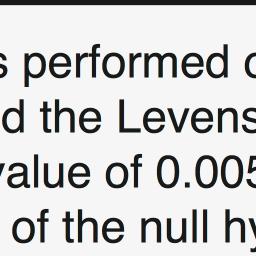 s performed
d the Levens
value of 0.005
of the null hy